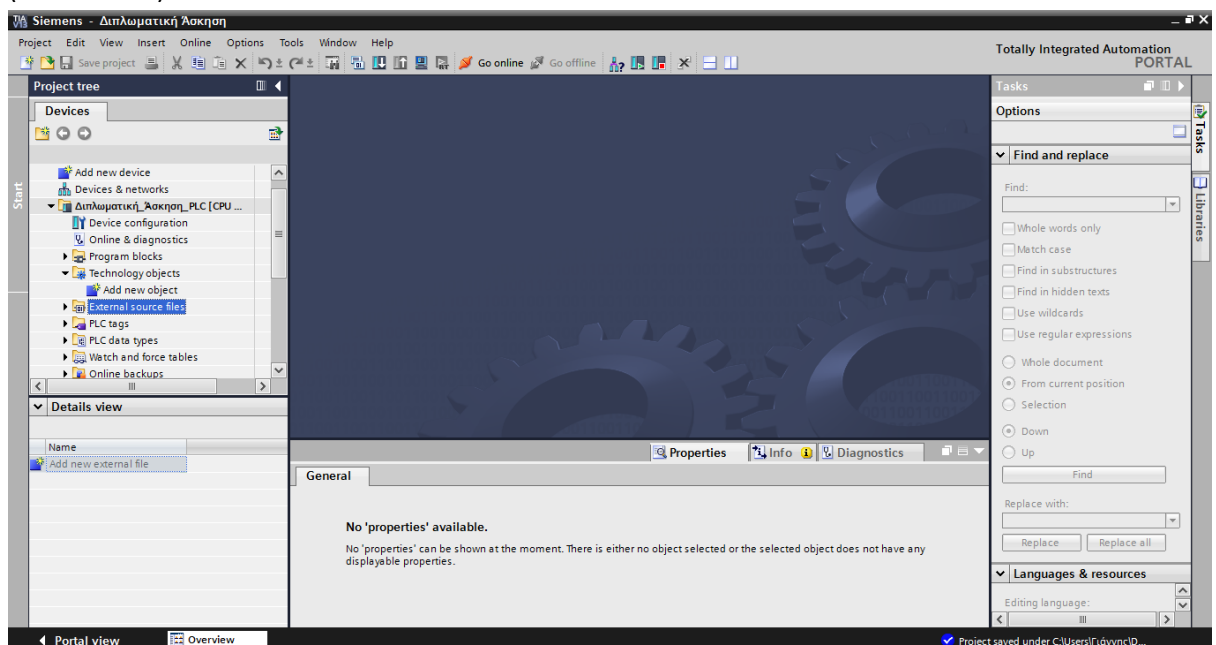 Siemens - Διπλωματική Άσκηση
Project Edit View Insert Online Options Tools Window Help
Totally Integrated Automation
PORTAL
Save project Go online Go offline
Start
Project tree
Devices
Add new device
Devices & networks
Διπλωματική_Άσκηση_PLC [CPU ...
Device configuration
Online & diagnostics
Program blocks
Technology objects
Add new object
External source files
PLC tags
PLC data types
Watch and force tables
Online backups
Details view
Name
Add new external file
Properties Info Diagnostics
General
No 'properties' available.
No 'properties' can be shown at the moment. There is either no object selected or the selected object does not have any
displayable properties.
Tasks
Options
Find and replace
Find:
Whole words only
Match case
Find in substructures
Find in hidden texts
Use wildcards
Use regular expressions
Whole document
From current position
Selection
Down
Up
Find
Replace with:
Replace Replace all
Languages & resources
Editing language:
Tasks
Libraries
Portal view Overview
Project saved under C:\Users\Γιάννης\D...